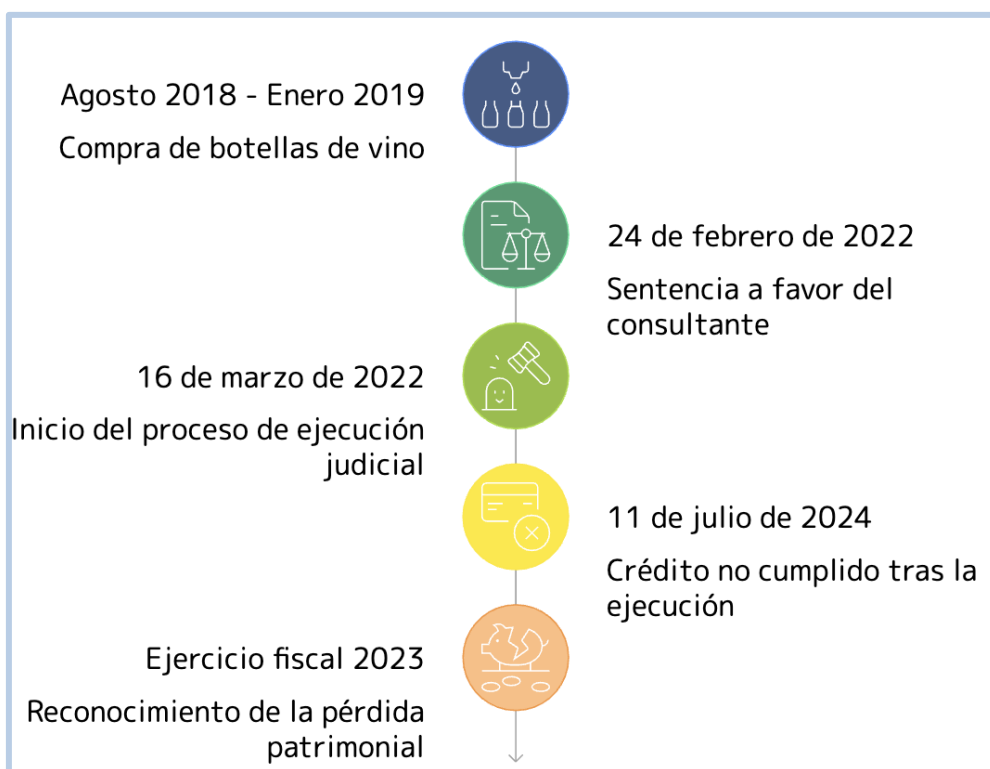 Agosto 2018 - Enero 2019
Compra de botellas de vino
24 de febrero de 2022
Sentencia a favor del
consultante
16 de marzo de 2022
Inicio del proceso de ejecución
judicial
11 de julio de 2024
Crédito no cumplido tras la
ejecución
Ejercicio fiscal 2023
Reconocimiento de la pérdida
patrimonial